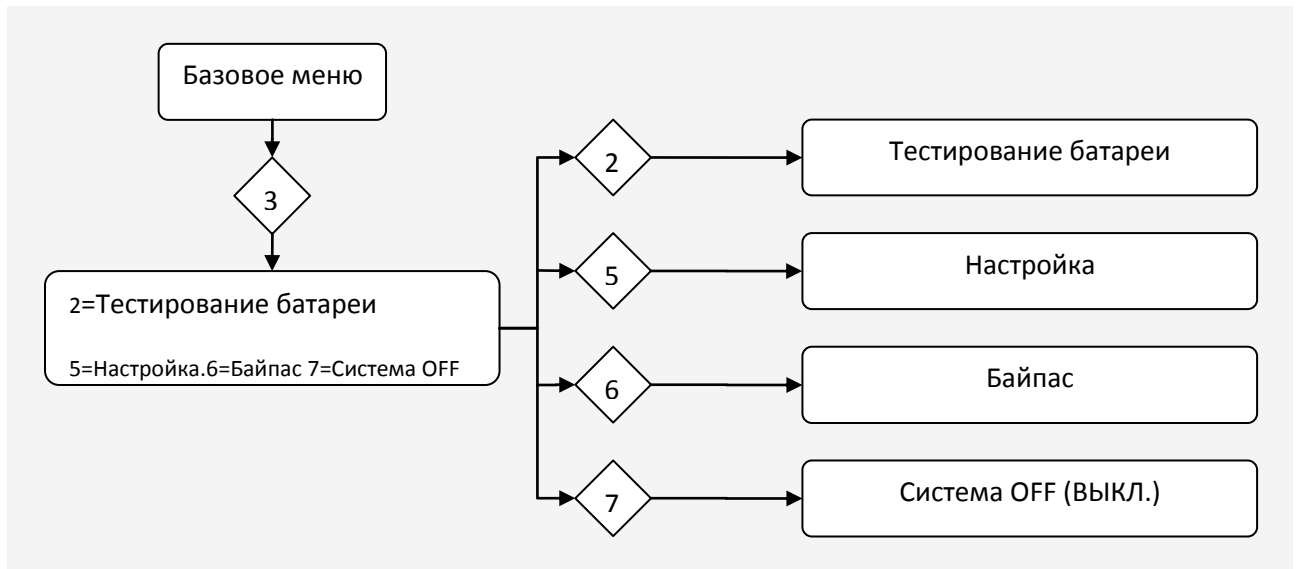 Базовое меню
3
2=Тестирование батареи
5=Настройка.6=Байпас 7=Система OFF
2
Тестирование батареи
5
Настройка
6
Байпас
7
Система OFF (ВЫКЛ.)